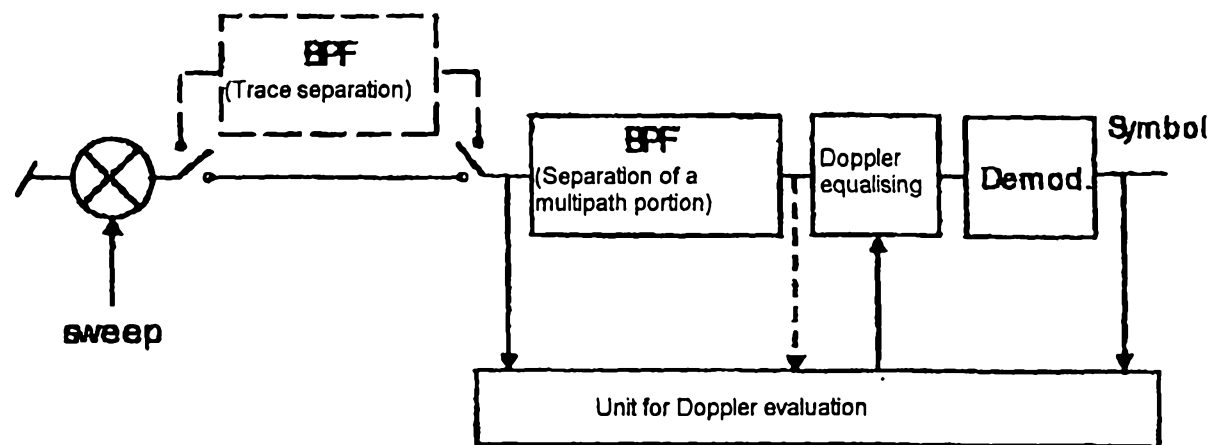 BPF
(Trace separation)
BPF
(Separation of a
multipath portion)
Doppler
equalising
Demod.
Symbol
sweep
Unit for Doppler evaluation